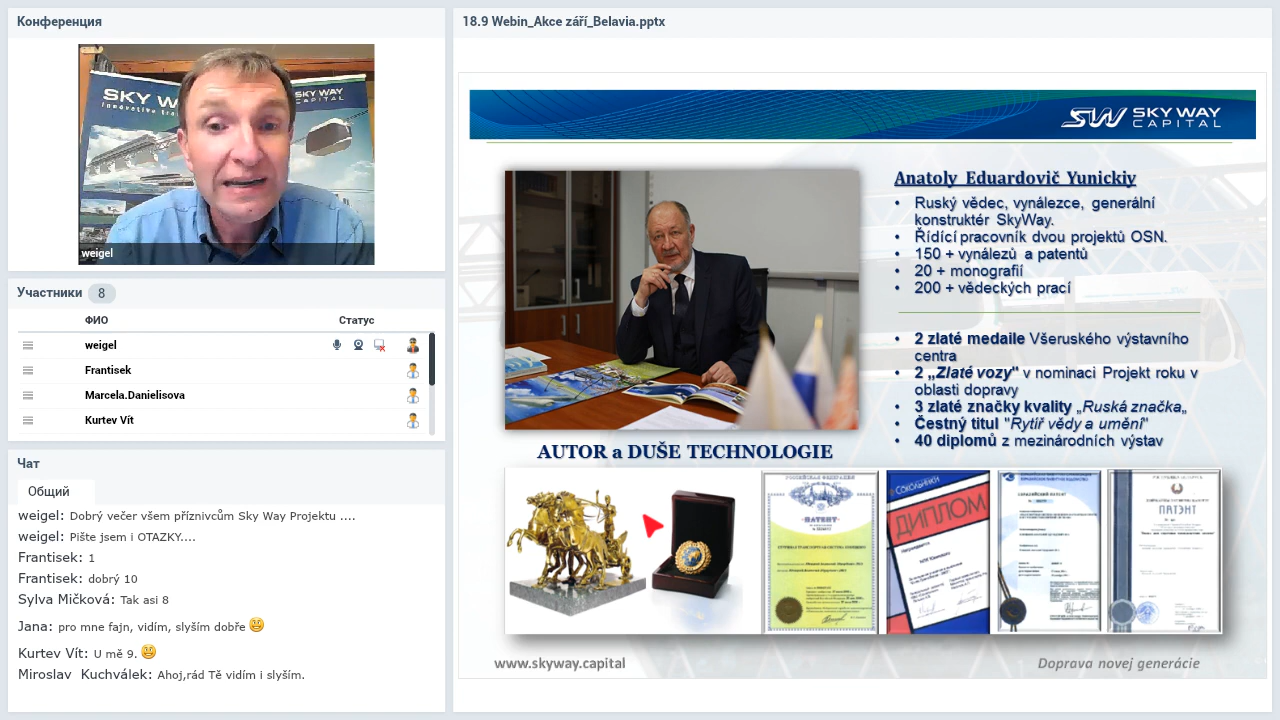 Конференция
SKY W
Innovative tra
SKY WAY
CAPITAL
weigel
Участники 8
ФИО Статус
weigel
Frantisek
Marcela.Danielisova
Kurtev Vít
Чат
Общий
weigel: Dobrý večer všem příznivcům Sky Way Projektu ......
weigel: Pište jsem i OTAZKY....
Frantisek: 1
Frantisek: dobrý 10
Sylva Mičková: tak asi 8
Jana: pro mne 10. vidím, slyším dobře
Kurtev Vít: U mě 9.
Miroslav Kuchválek: Ahoj,rád Tě vidím i slyším.
18.9 Webin_Akce září_Belavia.pptx
SW SKY WAY
CAPITAL
Anatoly Eduardovič Yunickiy
• Ruský vědec, vynálezce, generální
konstruktér SkyWay.
• Řídící pracovník dvou projektů OSN.
• 150 + vynálezů a patentů
• 20 + monografií
• 200 + vědeckých prací
• 2 zlaté medaile Všeruského výstavního
centra
• 2 „Zlaté vozy" v nominaci Projekt roku v
oblasti dopravy
• 3 zlaté značky kvality „Ruská značka„
• Čestný titul "Rytíř vědy a umění"
• 40 diplomů z mezinárodních výstav
AUTOR a DUŠE TECHNOLOGIE
ПАТЕНТ
СОКОЛЬНИКИ
ДИПЛОМ
ПАТЭНТ
www.skyway.capital
Doprava novej generácie